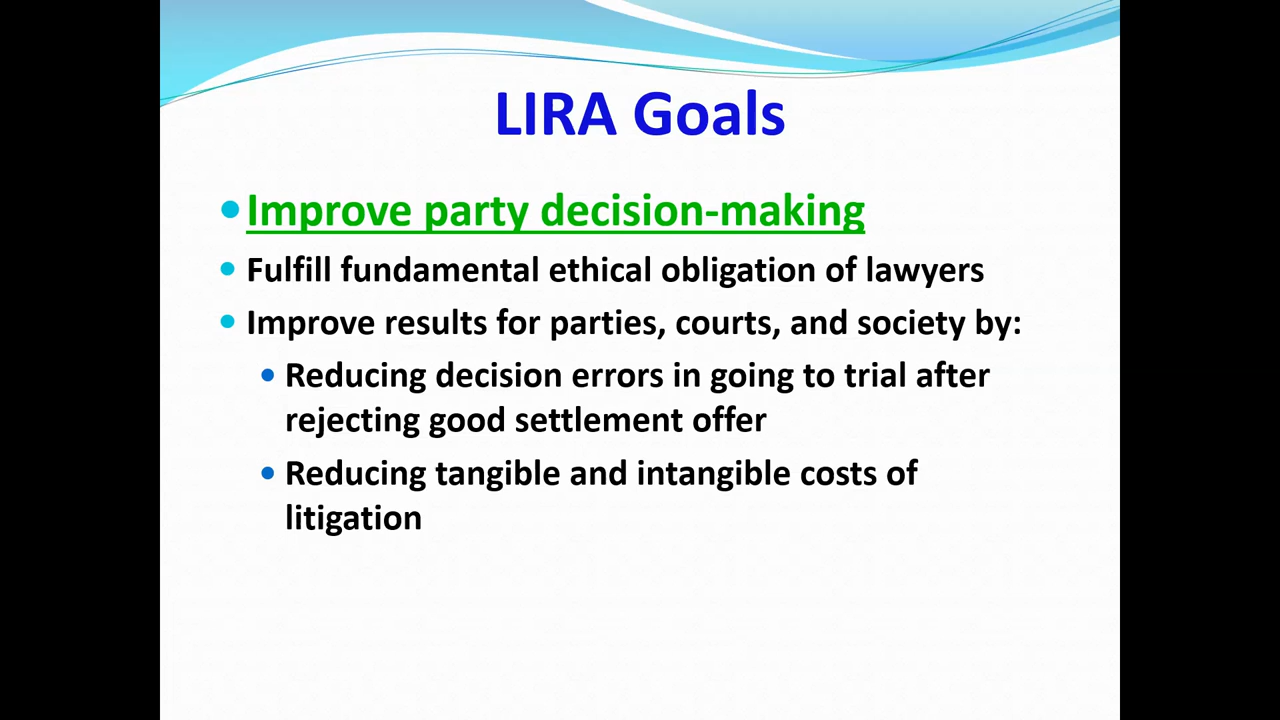 LIRA Goals
Improve party decision-making
Fulfill fundamental ethical obligation of lawyers
Improve results for parties, courts, and society by:
Reducing decision errors in going to trial after
rejecting good settlement offer
Reducing tangible and intangible costs of
litigation